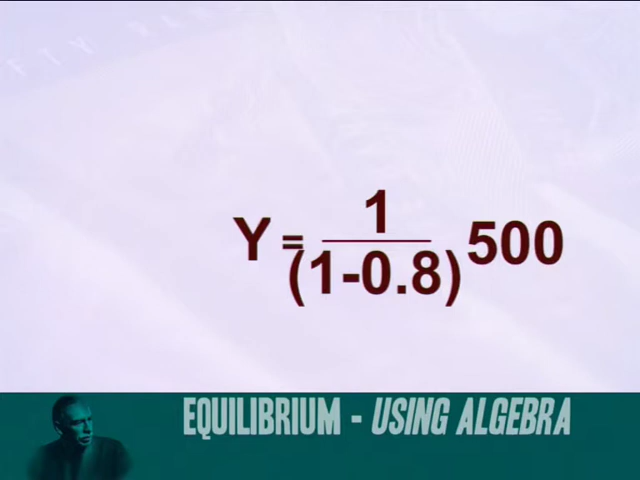 Y = 1
(1-0.8) 500
EQUILIBRIUM - USING ALGEBRA